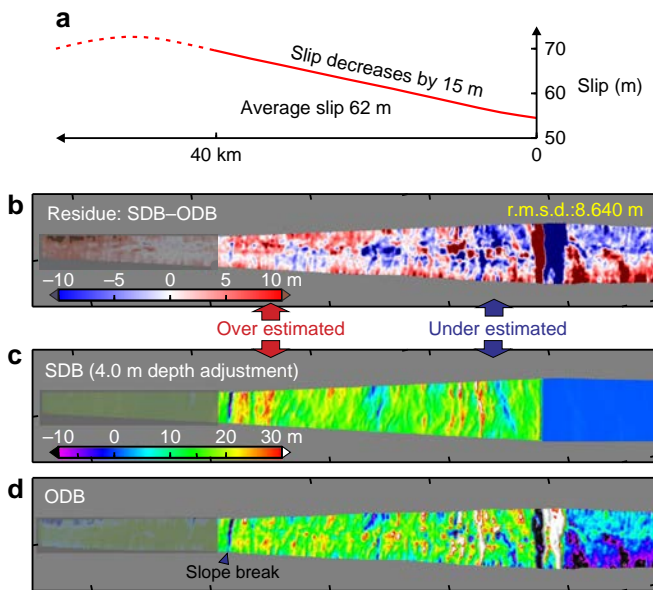 a
Slip decreases by 15 m
70
Slip (m)
Average slip 62 m
60
50
40 km
0
b
Residue: SDB–ODB
r.m.s.d.:8.640 m
–10 –5 0 5 10 m
Over estimated
Under estimated
c
SDB (4.0 m depth adjustment)
–10 0 10 20 30 m
d
ODB
Slope break